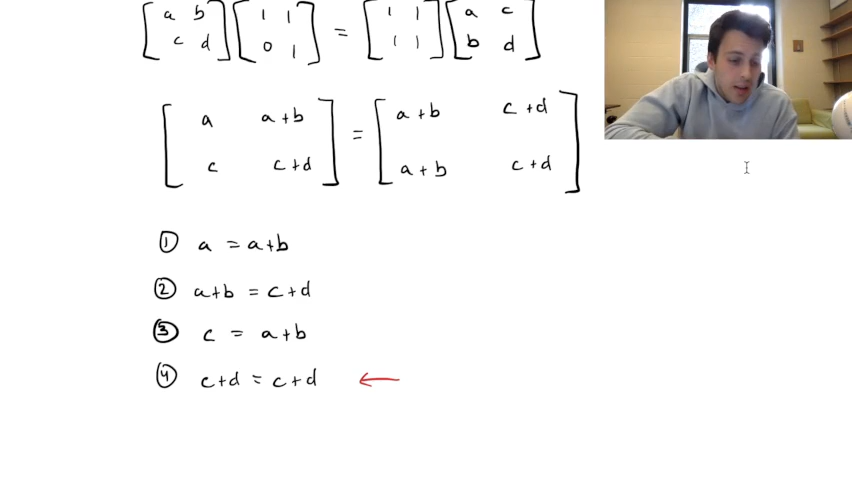 [a b c d] [1 1 0 1] = [1 1 1 1] [a c b d]
[a a+b c c+d] = [a+b c+d a+b c+d]
① a = a+b
② a+b = c+d
③ c = a+b
④ c+d = c+d ←